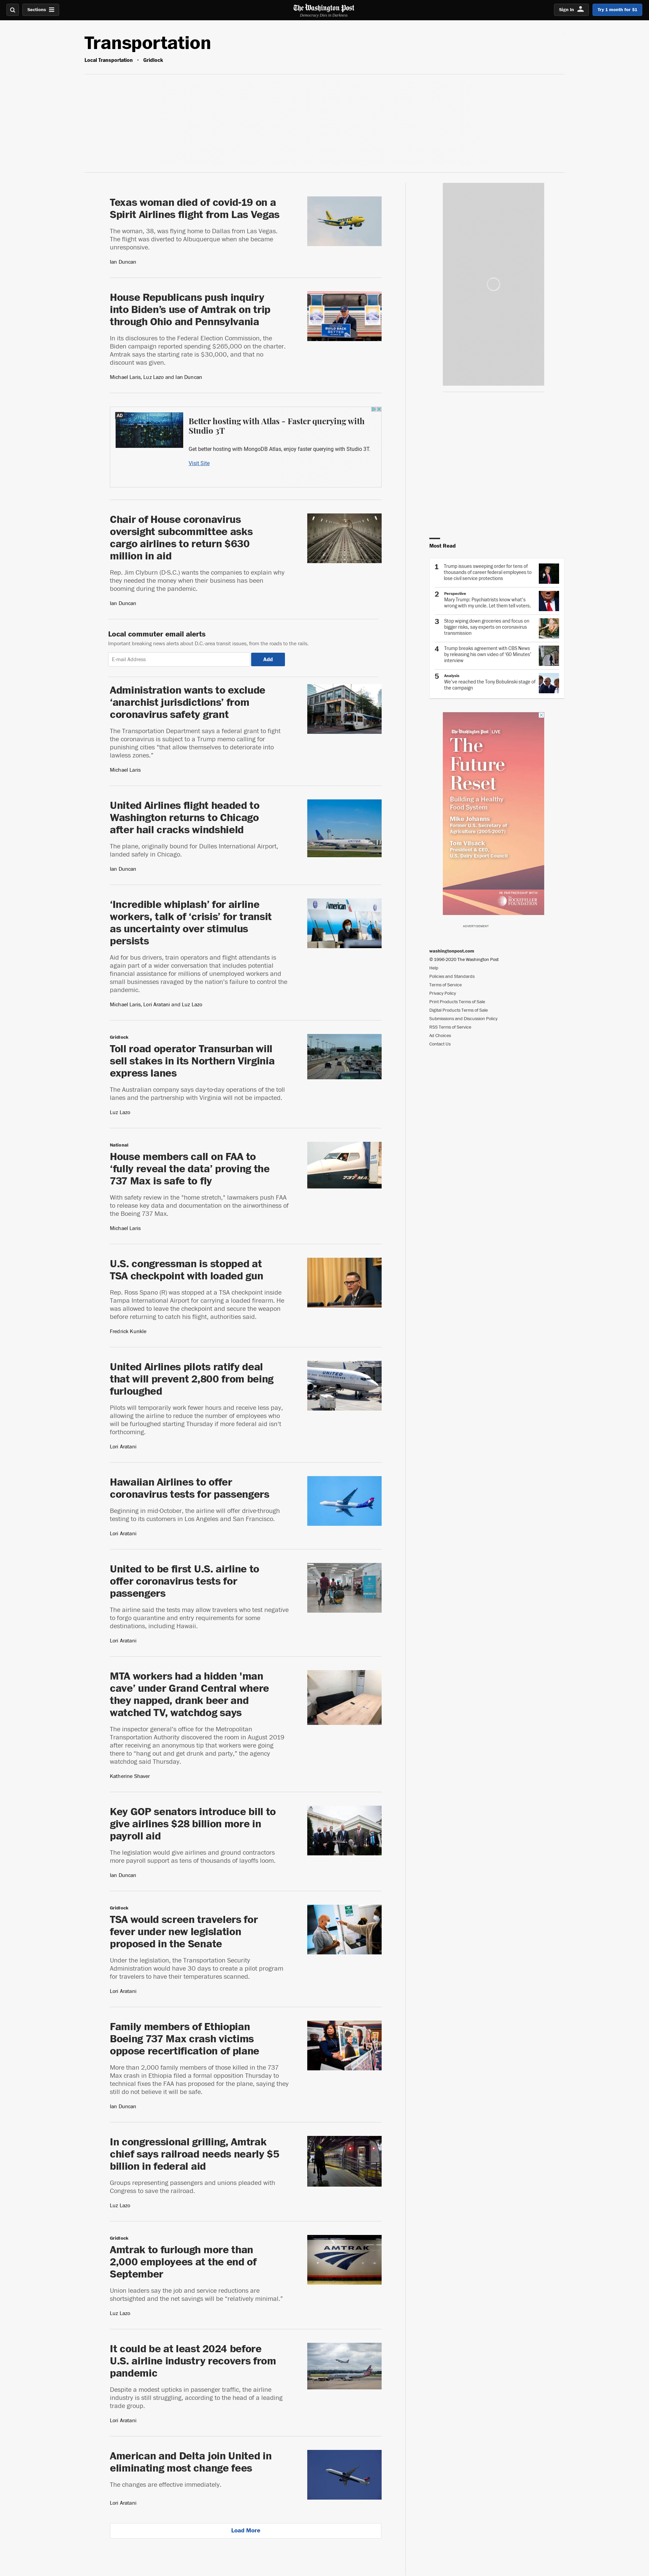 Sections
The Washington Post
Democracy Dies in Darkness
Sign In
Try 1 month for $1
Transportation
Local Transportation • Gridlock
Texas woman died of covid-19 on a
Spirit Airlines flight from Las Vegas
The woman, 38, was flying home to Dallas from Las Vegas.
The flight was diverted to Albuquerque when she became
unresponsive.
Ian Duncan
House Republicans push inquiry
into Biden’s use of Amtrak on trip
through Ohio and Pennsylvania
In its disclosures to the Federal Election Commission, the
Biden campaign reported spending $265,000 on the charter.
Amtrak says the starting rate is $30,000, and that no
discount was given.
Michael Laris, Luz Lazo and Ian Duncan
AD
Better hosting with Atlas - Faster querying with
Studio 3T
Get better hosting with MongoDB Atlas, enjoy faster querying with Studio 3T.
Visit Site
Chair of House coronavirus
oversight subcommittee asks
cargo airlines to return $630
million in aid
Rep. Jim Clyburn (D-S.C.) wants the companies to explain why
they needed the money when their business has been
booming during the pandemic.
Ian Duncan
Local commuter email alerts
Important breaking news alerts about D.C.-area transit issues, from the roads to the rails.
E-mail Address
Add
Administration wants to exclude
‘anarchist jurisdictions’ from
coronavirus safety grant
The Transportation Department says a federal grant to fight
the coronavirus is subject to a Trump memo calling for
punishing cities “that allow themselves to deteriorate into
lawless zones.”
Michael Laris
United Airlines flight headed to
Washington returns to Chicago
after hail cracks windshield
The plane, originally bound for Dulles International Airport,
landed safely in Chicago.
Ian Duncan
‘Incredible whiplash’ for airline
workers, talk of ‘crisis’ for transit
as uncertainty over stimulus
persists
Aid for bus drivers, train operators and flight attendants is
again part of a wider conversation that includes potential
financial assistance for millions of unemployed workers and
small businesses ravaged by the nation’s failure to control the
pandemic.
Michael Laris, Lori Aratani and Luz Lazo
American
Gridlock
Toll road operator Transurban will
sell stakes in its Northern Virginia
express lanes
The Australian company says day-to-day operations of the toll
lanes and the partnership with Virginia will not be impacted.
Luz Lazo
National
House members call on FAA to
‘fully reveal the data’ proving the
737 Max is safe to fly
With safety review in the “home stretch,” lawmakers push FAA
to release key data and documentation on the airworthiness of
the Boeing 737 Max.
Michael Laris
737 MAX
U.S. congressman is stopped at
TSA checkpoint with loaded gun
Rep. Ross Spano (R) was stopped at a TSA checkpoint inside
Tampa International Airport for carrying a loaded firearm. He
was allowed to leave the checkpoint and secure the weapon
before returning to catch his flight, authorities said.
Fredrick Kunkle
United Airlines pilots ratify deal
that will prevent 2,800 from being
furloughed
Pilots will temporarily work fewer hours and receive less pay,
allowing the airline to reduce the number of employees who
will be furloughed starting Thursday if more federal aid isn’t
forthcoming.
Lori Aratani
UNITED
Hawaiian Airlines to offer
coronavirus tests for passengers
Beginning in mid-October, the airline will offer drive-through
testing to its customers in Los Angeles and San Francisco.
Lori Aratani
United to be first U.S. airline to
offer coronavirus tests for
passengers
The airline said the tests may allow travelers who test negative
to forgo quarantine and entry requirements for some
destinations, including Hawaii.
Lori Aratani
MTA workers had a hidden 'man
cave’ under Grand Central where
they napped, drank beer and
watched TV, watchdog says
The inspector general’s office for the Metropolitan
Transportation Authority discovered the room in August 2019
after receiving an anonymous tip that workers were going
there to “hang out and get drunk and party,” the agency
watchdog said Thursday.
Katherine Shaver
Key GOP senators introduce bill to
give airlines $28 billion more in
payroll aid
The legislation would give airlines and ground contractors
more payroll support as tens of thousands of layoffs loom.
Ian Duncan
Gridlock
TSA would screen travelers for
fever under new legislation
proposed in the Senate
Under the legislation, the Transportation Security
Administration would have 30 days to create a pilot program
for travelers to have their temperatures scanned.
Lori Aratani
Family members of Ethiopian
Boeing 737 Max crash victims
oppose recertification of plane
More than 2,000 family members of those killed in the 737
Max crash in Ethiopia filed a formal opposition Thursday to
technical fixes the FAA has proposed for the plane, saying they
still do not believe it will be safe.
Ian Duncan
In congressional grilling, Amtrak
chief says railroad needs nearly $5
billion in federal aid
Groups representing passengers and unions pleaded with
Congress to save the railroad.
Luz Lazo
Gridlock
Amtrak to furlough more than
2,000 employees at the end of
September
Union leaders say the job and service reductions are
shortsighted and the net savings will be “relatively minimal.”
Luz Lazo
AMTRAK
It could be at least 2024 before
U.S. airline industry recovers from
pandemic
Despite a modest upticks in passenger traffic, the airline
industry is still struggling, according to the head of a leading
trade group.
Lori Aratani
American and Delta join United in
eliminating most change fees
The changes are effective immediately.
Lori Aratani
Load More
Most Read
1 Trump issues sweeping order for tens of
thousands of career federal employees to
lose civil service protections
2 Perspective
Mary Trump: Psychiatrists know what’s
wrong with my uncle. Let them tell voters.
3 Stop wiping down groceries and focus on
bigger risks, say experts on coronavirus
transmission
4 Trump breaks agreement with CBS News
by releasing his own video of ‘60 Minutes’
interview
5 Analysis
We’ve reached the Tony Bobulinski stage of
the campaign
The Washington Post LIVE
The
Future
Reset
Building a Healthy
Food System
Mike Johanns
Former U.S. Secretary of
Agriculture (2005-2007)
Tom Vilsack
President & CEO,
U.S. Dairy Export Council
IN PARTNERSHIP WITH
The
ROCKEFELLER
FOUNDATION
ADVERTISEMENT
washingtonpost.com
© 1996-2020 The Washington Post
Help
Policies and Standards
Terms of Service
Privacy Policy
Print Products Terms of Sale
Digital Products Terms of Sale
Submissions and Discussion Policy
RSS Terms of Service
Ad Choices
Contact Us